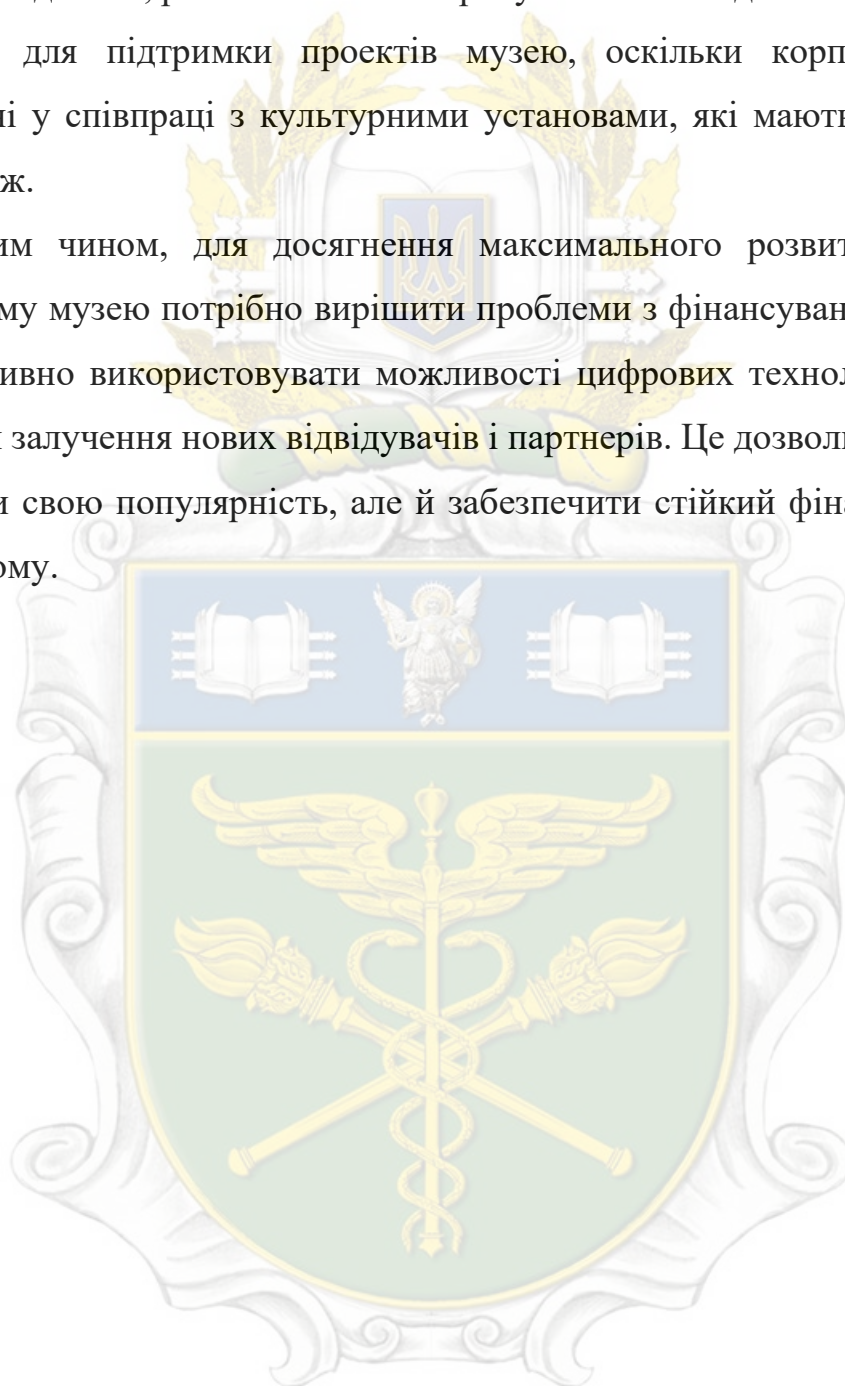 для підтримки проектів музею, оскільки корп
і у співпраці з культурними установами, які мають
ж.
им чином, для досягнення максимального розвит
му музею потрібно вирішити проблеми з фінансуван
ивно використовувати можливості цифрових технол
залучення нових відвідувачів і партнерів. Це дозволи
и свою популярність, але й забезпечити стійкий фіна
ому.